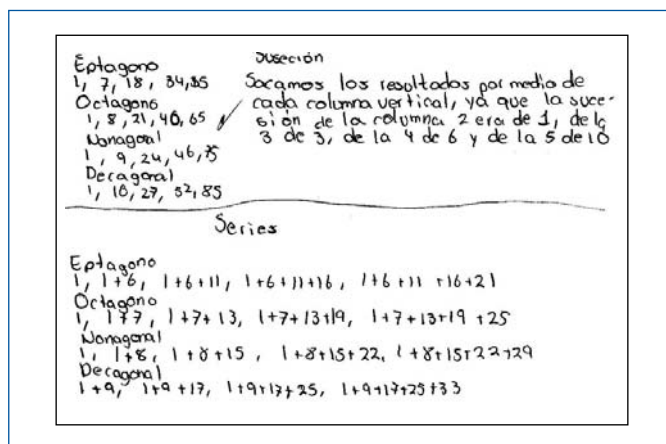 Eptagono
1, 7, 18, 34,55
Octagono
1, 8, 21, 40, 65
Nonagonal
1, 9, 24, 46, 75
Decagonal
1, 10, 27, 52, 85
Suseción
Sacamos los resultados por medio de
cada columna vertical, ya que la suce-
sión de la columna 2 era de 1, de la
3 de 3, de la 4 de 6 y de la 5 de 10
Series
Eptagono
1, 1+6, 1+6+11, 1+6+11+16, 1+6+11+16+21
Octagono
1, 1+7, 1+7+13, 1+7+13+19, 1+7+13+19+25
Nonagonal
1, 1+8, 1+8+15, 1+8+15+22, 1+8+15+22+29
Decagonal
1+9, 1+9+17, 1+9+17+25, 1+9+17+25+33